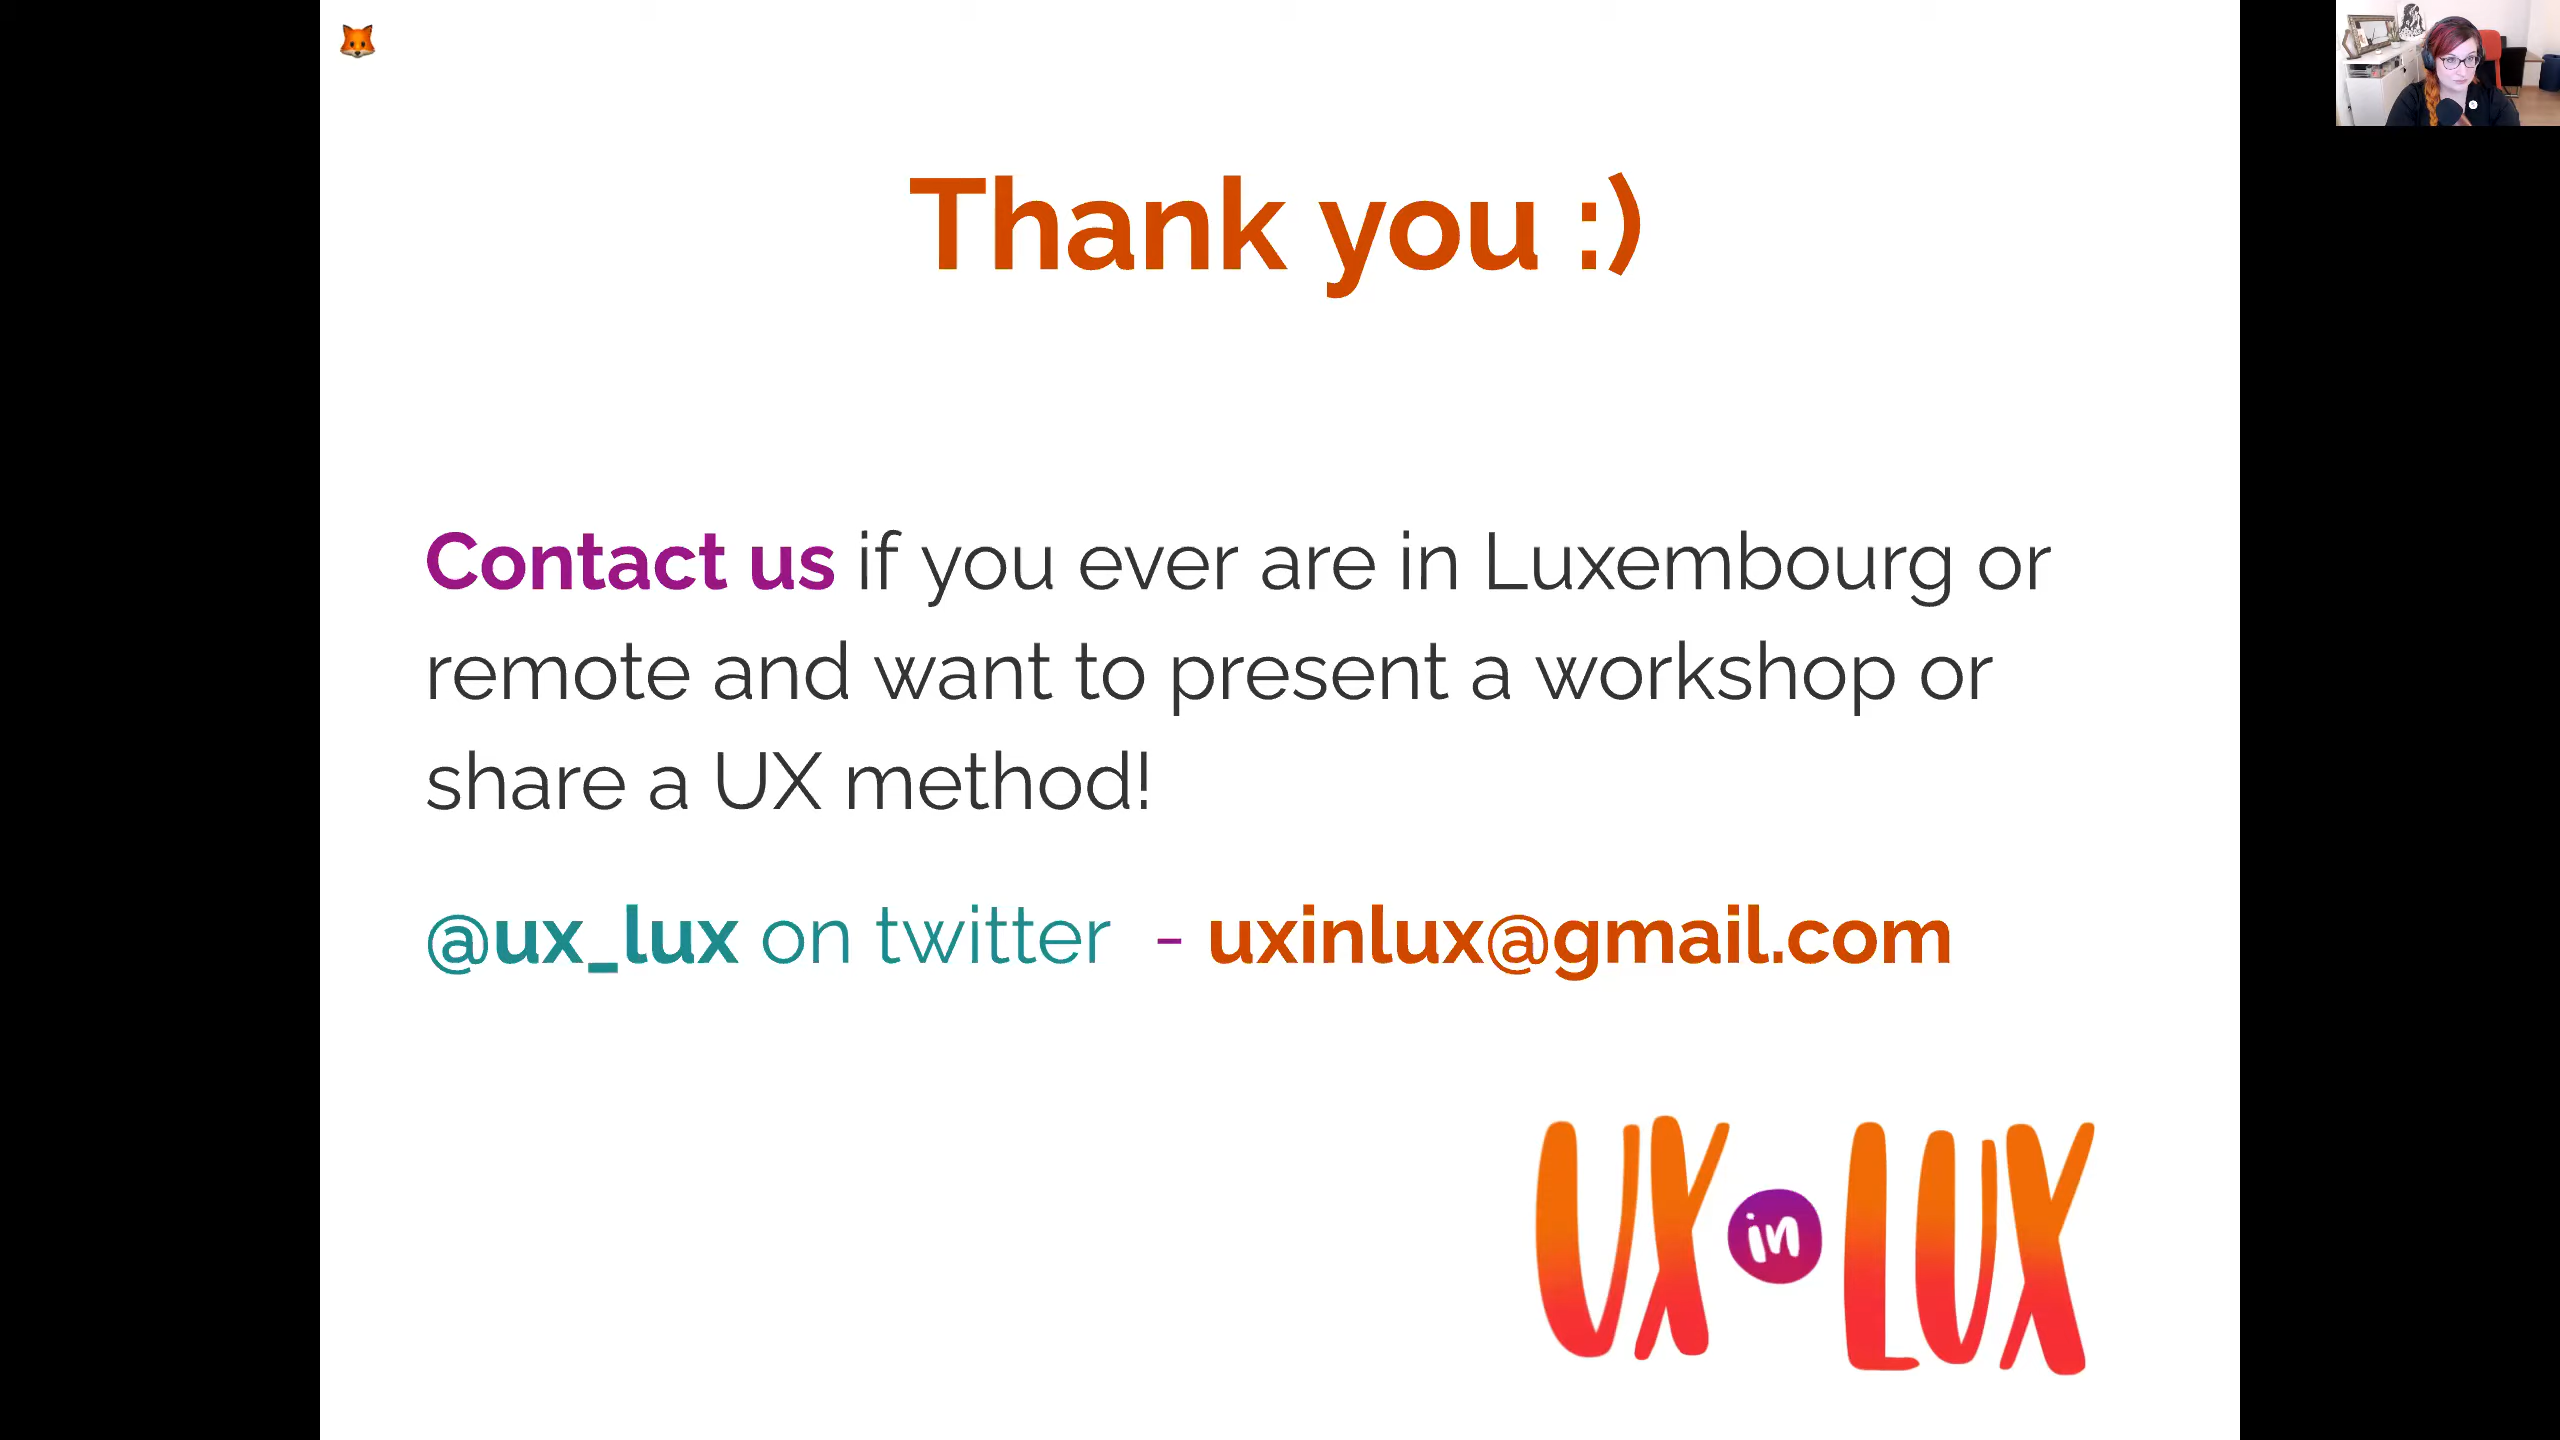 Thank you :)
Contact us if you ever are in Luxembourg or
remote and want to present a workshop or
share a UX method!
@ux_lux on twitter - uxinlux@gmail.com
UX in LUX